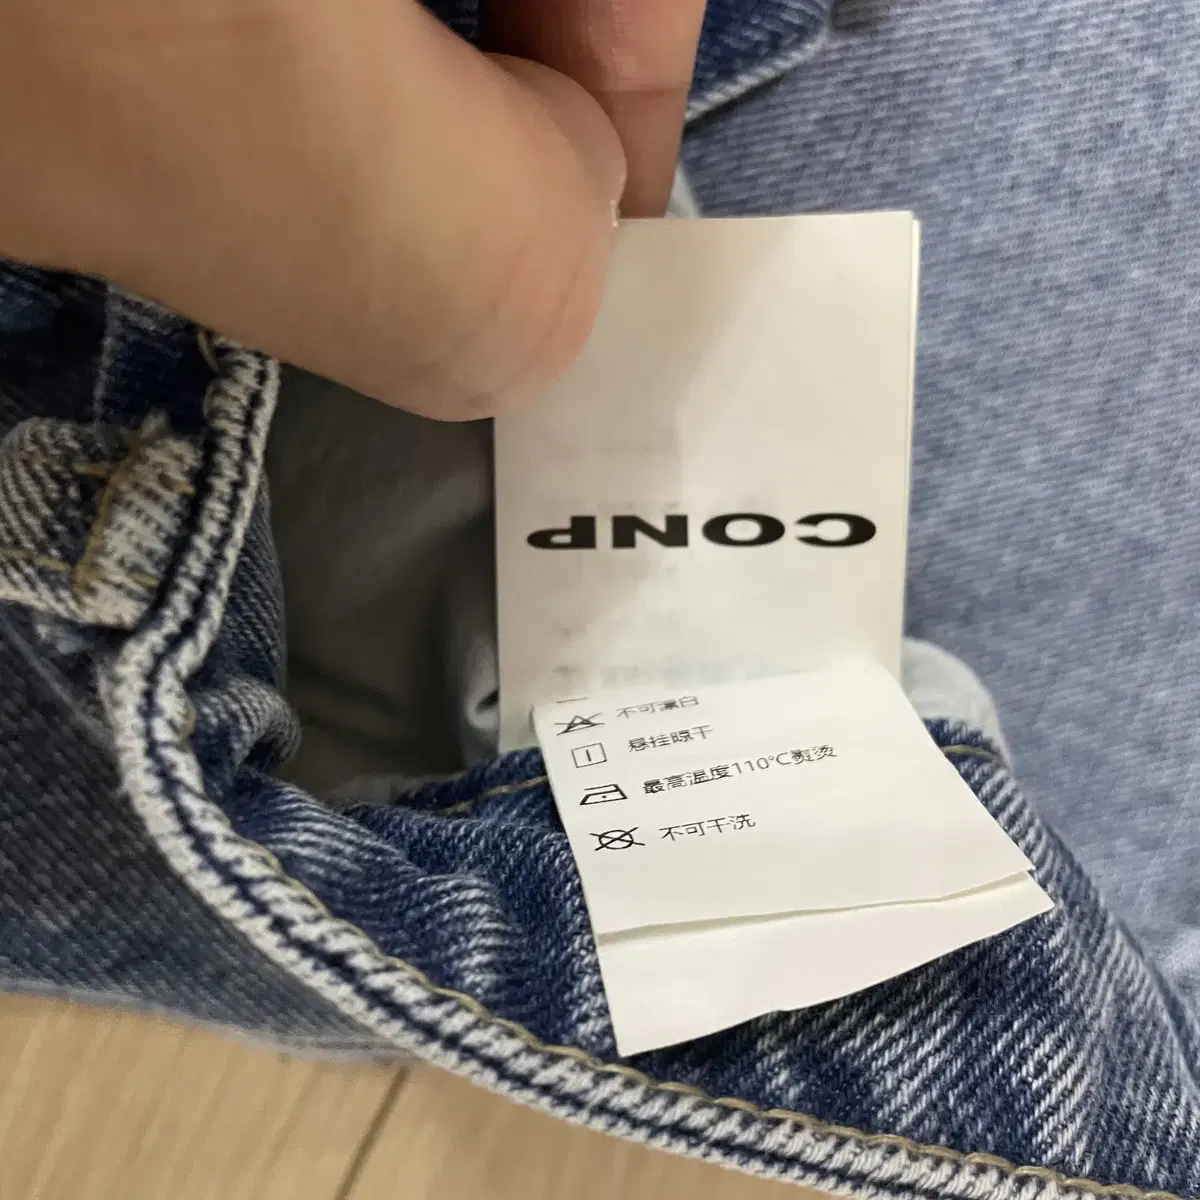 CONP
不可漂白
悬挂晾干
最高温度110℃熨烫
不可干洗